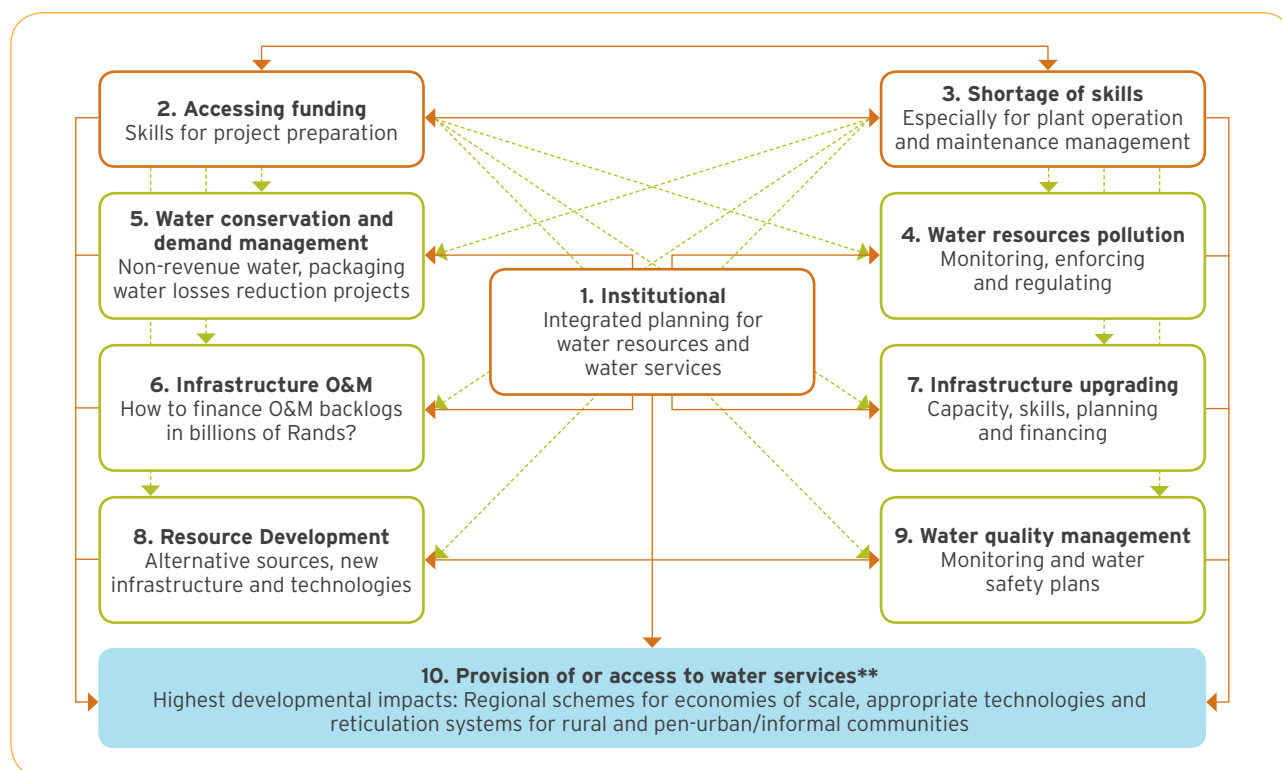 2. Accessing funding
Skills for project preparation
3. Shortage of skills
Especially for plant operation
and maintenance management
5. Water conservation and
demand management
Non-revenue water, packaging
water losses reduction projects
4. Water resources pollution
Monitoring, enforcing
and regulating
1. Institutional
Integrated planning for
water resources and
water services
6. Infrastructure O&M
How to finance O&M backlogs
in billions of Rands?
7. Infrastructure upgrading
Capacity, skills, planning
and financing
8. Resource Development
Alternative sources, new
infrastructure and technologies
9. Water quality management
Monitoring and water
safety plans
10. Provision of or access to water services**
Highest developmental impacts: Regional schemes for economies of scale, appropriate technologies and
reticulation systems for rural and pen-urban/informal communities